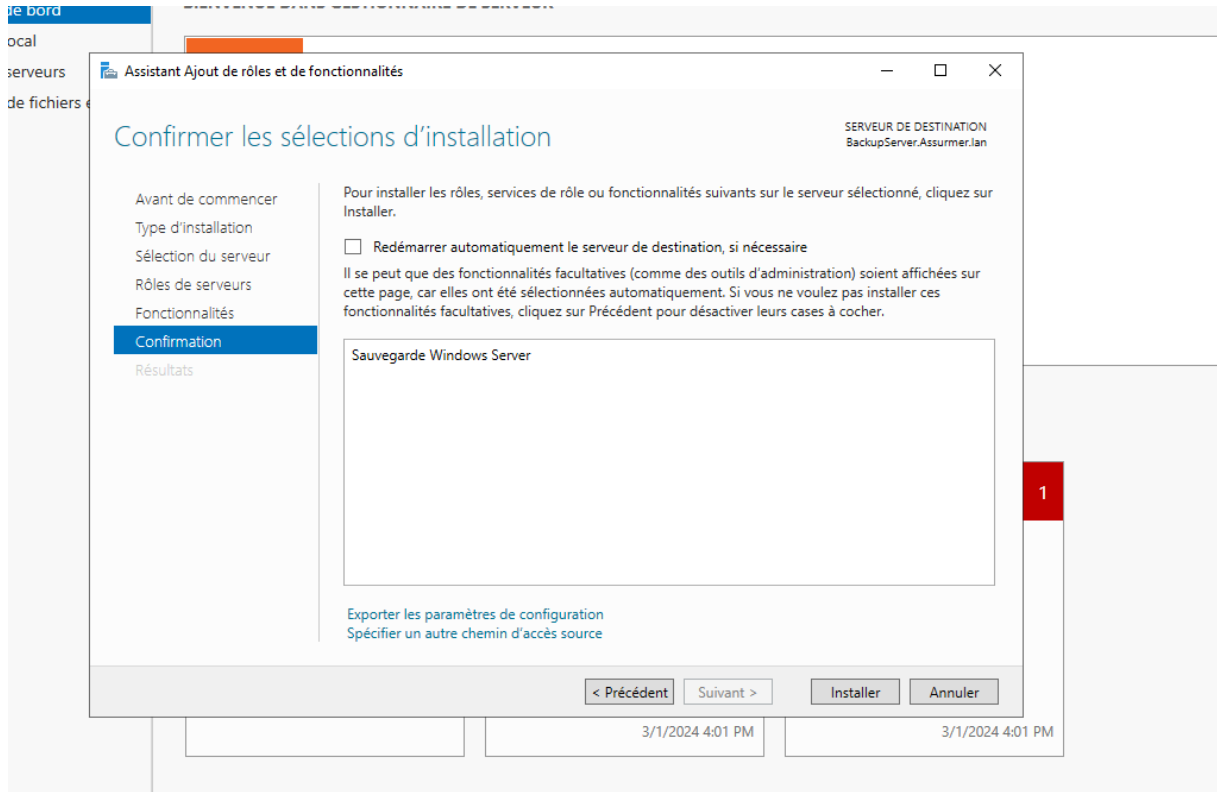 de bord
BIENVENUE DANS GESTIONNAIRE DE SERVEUR
ocal
serveurs
de fichiers e
Assistant Ajout de rôles et de fonctionnalités
Confirmer les sélections d'installation
SERVEUR DE DESTINATION
BackupServer.Assurmer.lan
Avant de commencer
Type d'installation
Sélection du serveur
Rôles de serveurs
Fonctionnalités
Confirmation
Résultats
Pour installer les rôles, services de rôle ou fonctionnalités suivants sur le serveur sélectionné, cliquez sur
Installer.
Redémarrer automatiquement le serveur de destination, si nécessaire
Il se peut que des fonctionnalités facultatives (comme des outils d'administration) soient affichées sur
cette page, car elles ont été sélectionnées automatiquement. Si vous ne voulez pas installer ces
fonctionnalités facultatives, cliquez sur Précédent pour désactiver leurs cases à cocher.
Sauvegarde Windows Server
Exporter les paramètres de configuration
Spécifier un autre chemin d'accès source
< Précédent
Suivant >
Installer
Annuler
1
3/1/2024 4:01 PM
3/1/2024 4:01 PM